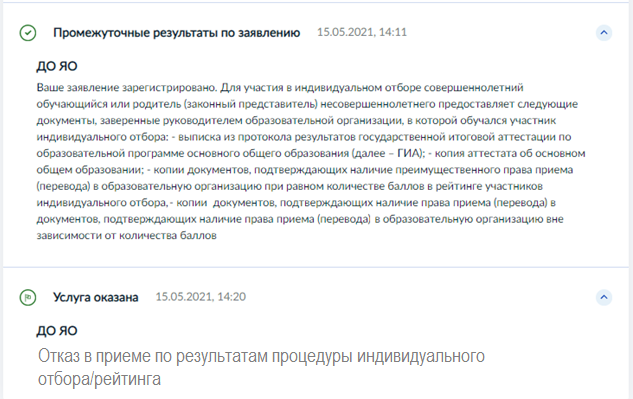 Промежуточные результаты по заявлению 15.05.2021, 14:11
ДО ЯО
Ваше заявление зарегистрировано. Для участия в индивидуальном отборе совершеннолетний
обучающийся или родитель (законный представитель) несовершеннолетнего предоставляет следующие
документы, заверенные руководителем образовательной организации, в которой обучался участник
индивидуального отбора: - выписка из протокола результатов государственной итоговой аттестации по
образовательной программе основного общего образования (далее – ГИА); - копия аттестата об основном
общем образовании; - копии документов, подтверждающих наличие преимущественного права приема
(перевода) в образовательную организацию при равном количестве баллов в рейтинге участников
индивидуального отбора,- копии документов, подтверждающих наличие права приема (перевода) в
документов, подтверждающих наличие права приема (перевода) в образовательную организацию вне
зависимости от количества баллов
Услуга оказана 15.05.2021, 14:20
ДО ЯО
Отказ в приеме по результатам процедуры индивидуального
отбора/рейтинга